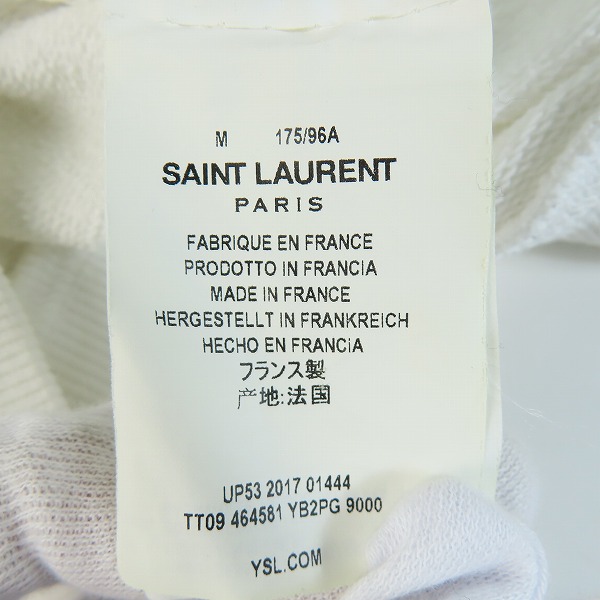 M 175/96A
SAINT LAURENT
PARIS
FABRIQUE EN FRANCE
PRODOTTO IN FRANCIA
MADE IN FRANCE
HERGESTELLT IN FRANKREICH
HECHO EN FRANCIA
フランス製
产地:法国
UP53 2017 01444
TT09 464581 YB2PG 9000
YSL.COM